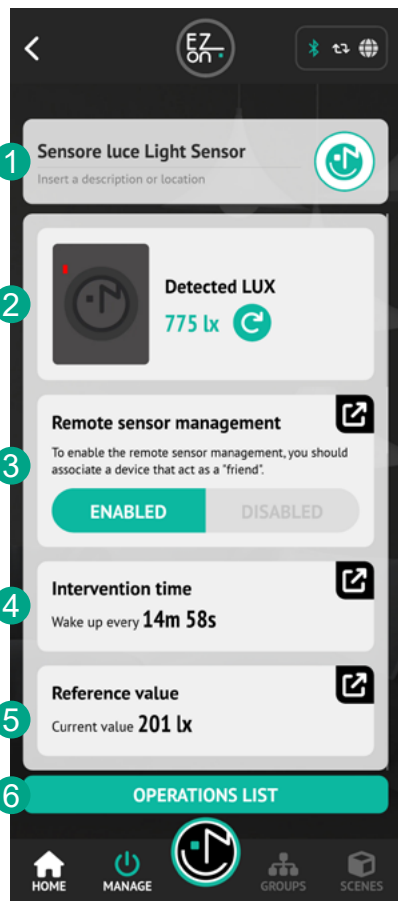 EZ
on
1
Sensore luce Light Sensor
Insert a description or location
2
Detected LUX
775 lx
3
Remote sensor management
To enable the remote sensor management, you should
associate a device that act as a "friend".
ENABLED DISABLED
4
Intervention time
Wake up every 14m 58s
5
Reference value
Current value 201 lx
6
OPERATIONS LIST
HOME MANAGE GROUPS SCENES